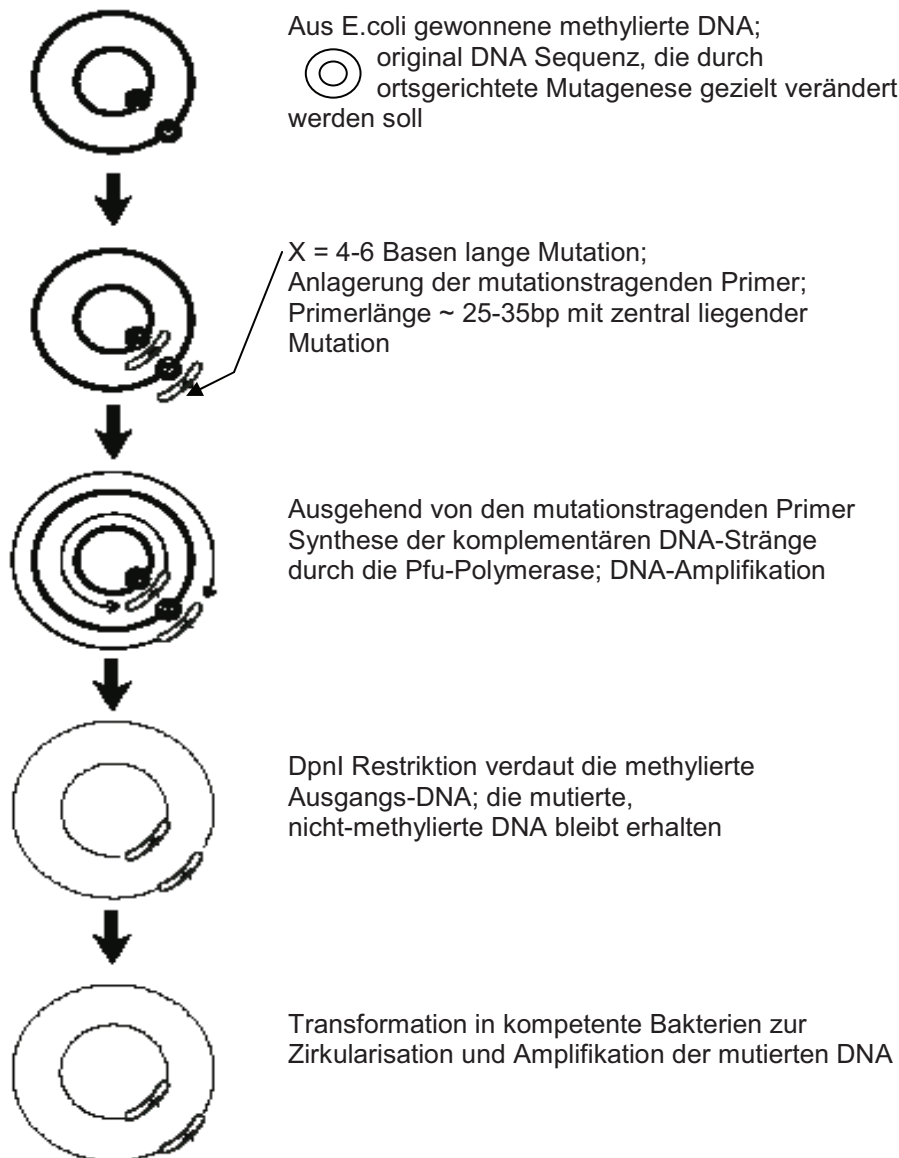 Aus E.coli gewonnene methylierte DNA;
original DNA Sequenz, die durch
ortsgerichtete Mutagenese gezielt verändert
werden soll
X = 4-6 Basen lange Mutation;
Anlagerung der mutationstragenden Primer;
Primerlänge ~ 25-35bp mit zentral liegender
Mutation
Ausgehend von den mutationstragenden Primer
Synthese der komplementären DNA-Stränge
durch die Pfu-Polymerase; DNA-Amplifikation
DpnI Restriktion verdaut die methylierte
Ausgangs-DNA; die mutierte,
nicht-methylierte DNA bleibt erhalten
Transformation in kompetente Bakterien zur
Zirkularisation und Amplifikation der mutierten DNA